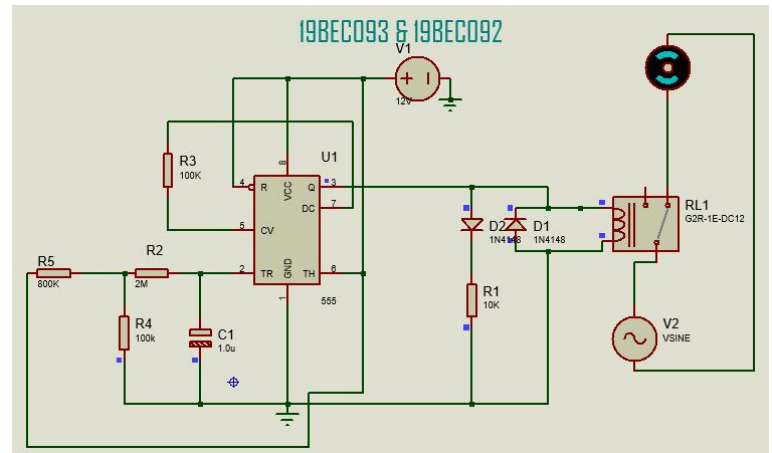 19BEC093 & 19BEC092
V1
12V
U1
R3
100K
4
R
8
VCC
Q
3
DC
7
5
CV
2
TR
GND
1
TH
6
555
R5
800K
R2
2M
R4
100k
C1
1.0u
D2
1N4148
D1
1N4148
R1
10K
RL1
G2R-1E-DC12
V2
VSINE